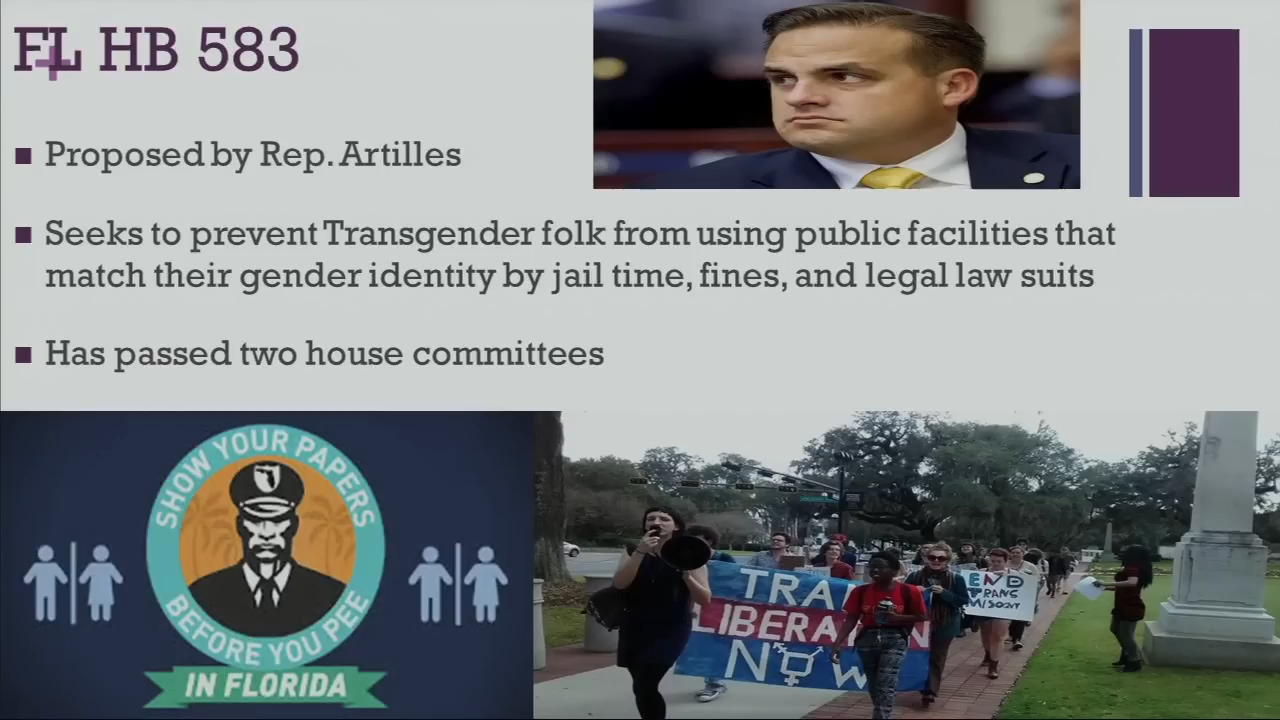 FL HB 583
Proposed by Rep. Artilles
Seeks to prevent Transgender folk from using public facilities that
match their gender identity by jail time, fines, and legal law suits
Has passed two house committees
SHOW YOUR PAPERS
BEFORE YOU PEE
IN FLORIDA
TRA
LIBERA
N W
END
TRANS